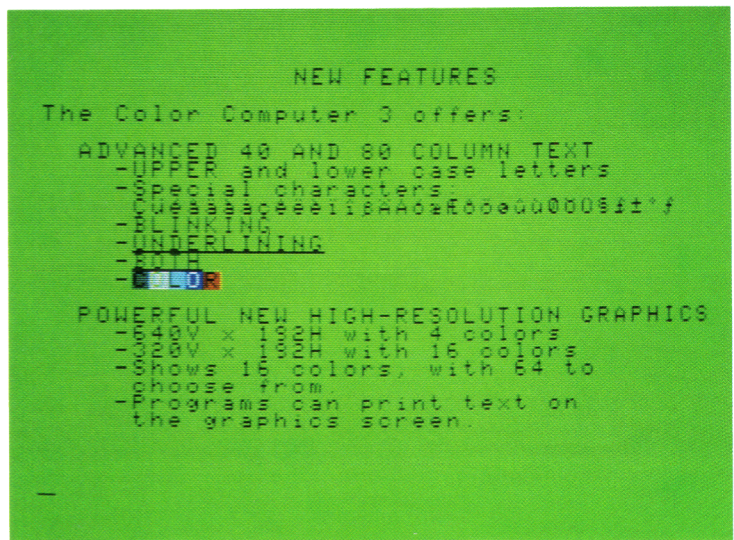 NEW FEATURES
The Color Computer 3 offers:
ADVANCED 40 AND 80 COLUMN TEXT
-UPPER and lower case letters
-Special characters:
-BLINKING
-UNDERLINING
-BOTH
-COLOR
POWERFUL NEW HIGH-RESOLUTION GRAPHICS
-640V x 192H with 4 colors
-320V x 192H with 16 colors
-Shows 16 colors, with 64 to
choose from.
-Programs can print text on
the graphics screen.